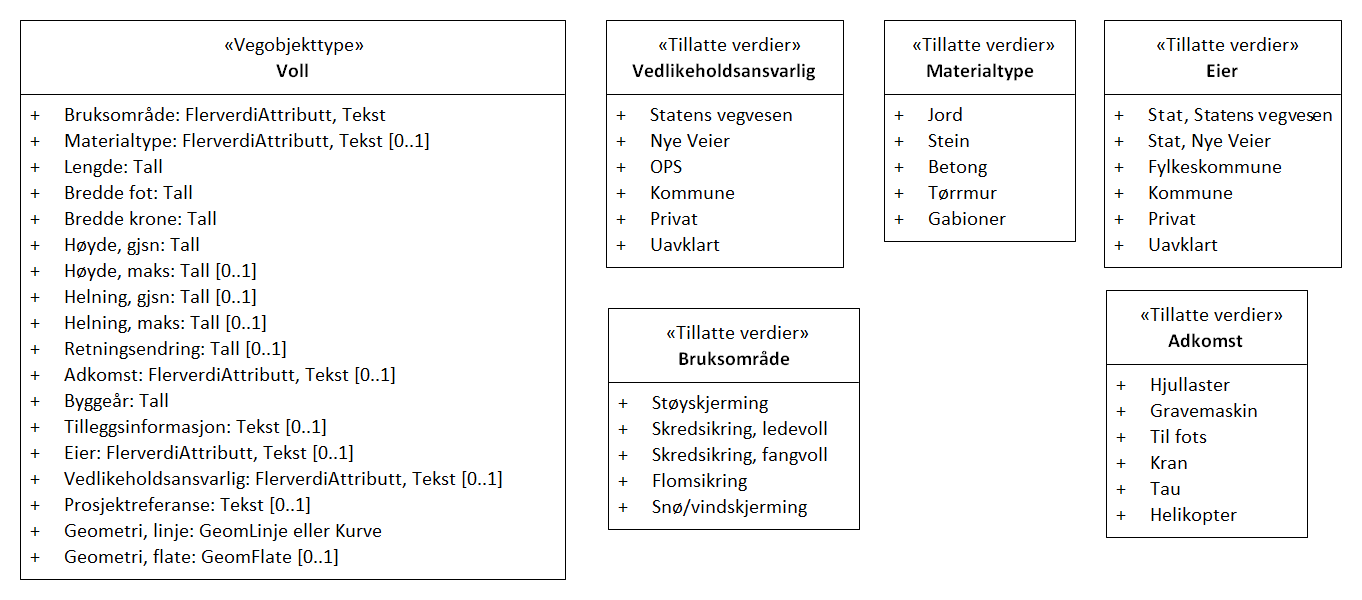 «Vegobjekttype»
Voll
+ Bruksområde: FlerverdiAttributt, Tekst
+ Materialtype: FlerverdiAttributt, Tekst [0..1]
+ Lengde: Tall
+ Bredde fot: Tall
+ Bredde krone: Tall
+ Høyde, gjsn: Tall
+ Høyde, maks: Tall [0..1]
+ Helning, gjsn: Tall [0..1]
+ Helning, maks: Tall [0..1]
+ Retningsendring: Tall [0..1]
+ Adkomst: FlerverdiAttributt, Tekst [0..1]
+ Byggeår: Tall
+ Tilleggsinformasjon: Tekst [0..1]
+ Eier: FlerverdiAttributt, Tekst [0..1]
+ Vedlikeholdsansvarlig: FlerverdiAttributt, Tekst [0..1]
+ Prosjektreferanse: Tekst [0..1]
+ Geometri, linje: GeomLinje eller Kurve
+ Geometri, flate: GeomFlate [0..1]
«Tillatte verdier»
Vedlikeholdsansvarlig
+ Statens vegvesen
+ Nye Veier
+ OPS
+ Kommune
+ Privat
+ Uavklart
«Tillatte verdier»
Materialtype
+ Jord
+ Stein
+ Betong
+ Tørrmur
+ Gabioner
«Tillatte verdier»
Eier
+ Stat, Statens vegvesen
+ Stat, Nye Veier
+ Fylkeskommune
+ Kommune
+ Privat
+ Uavklart
«Tillatte verdier»
Bruksområde
+ Støyskjerming
+ Skredsikring, ledevoll
+ Skredsikring, fangvoll
+ Flomsikring
+ Snø/vindskjerming
«Tillatte verdier»
Adkomst
+ Hjullaster
+ Gravemaskin
+ Til fots
+ Kran
+ Tau
+ Helikopter